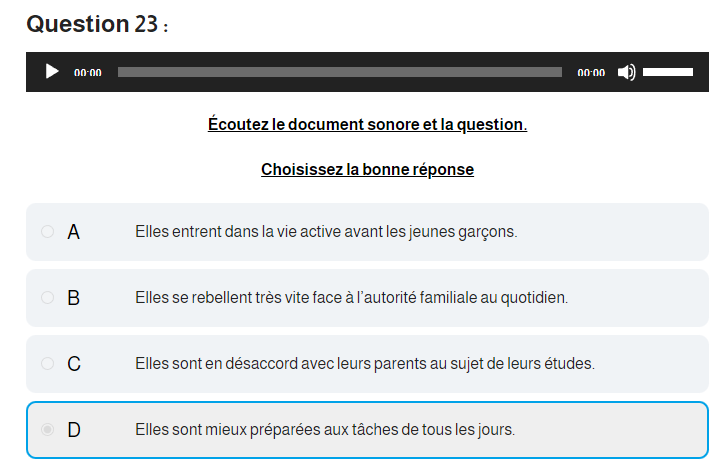 Question 23 :
00:00 00:00
Écoutez le document sonore et la question.
Choisissez la bonne réponse
A Elles entrent dans la vie active avant les jeunes garçons.
B Elles se rebellent très vite face à l'autorité familiale au quotidien.
C Elles sont en désaccord avec leurs parents au sujet de leurs études.
D Elles sont mieux préparées aux tâches de tous les jours.